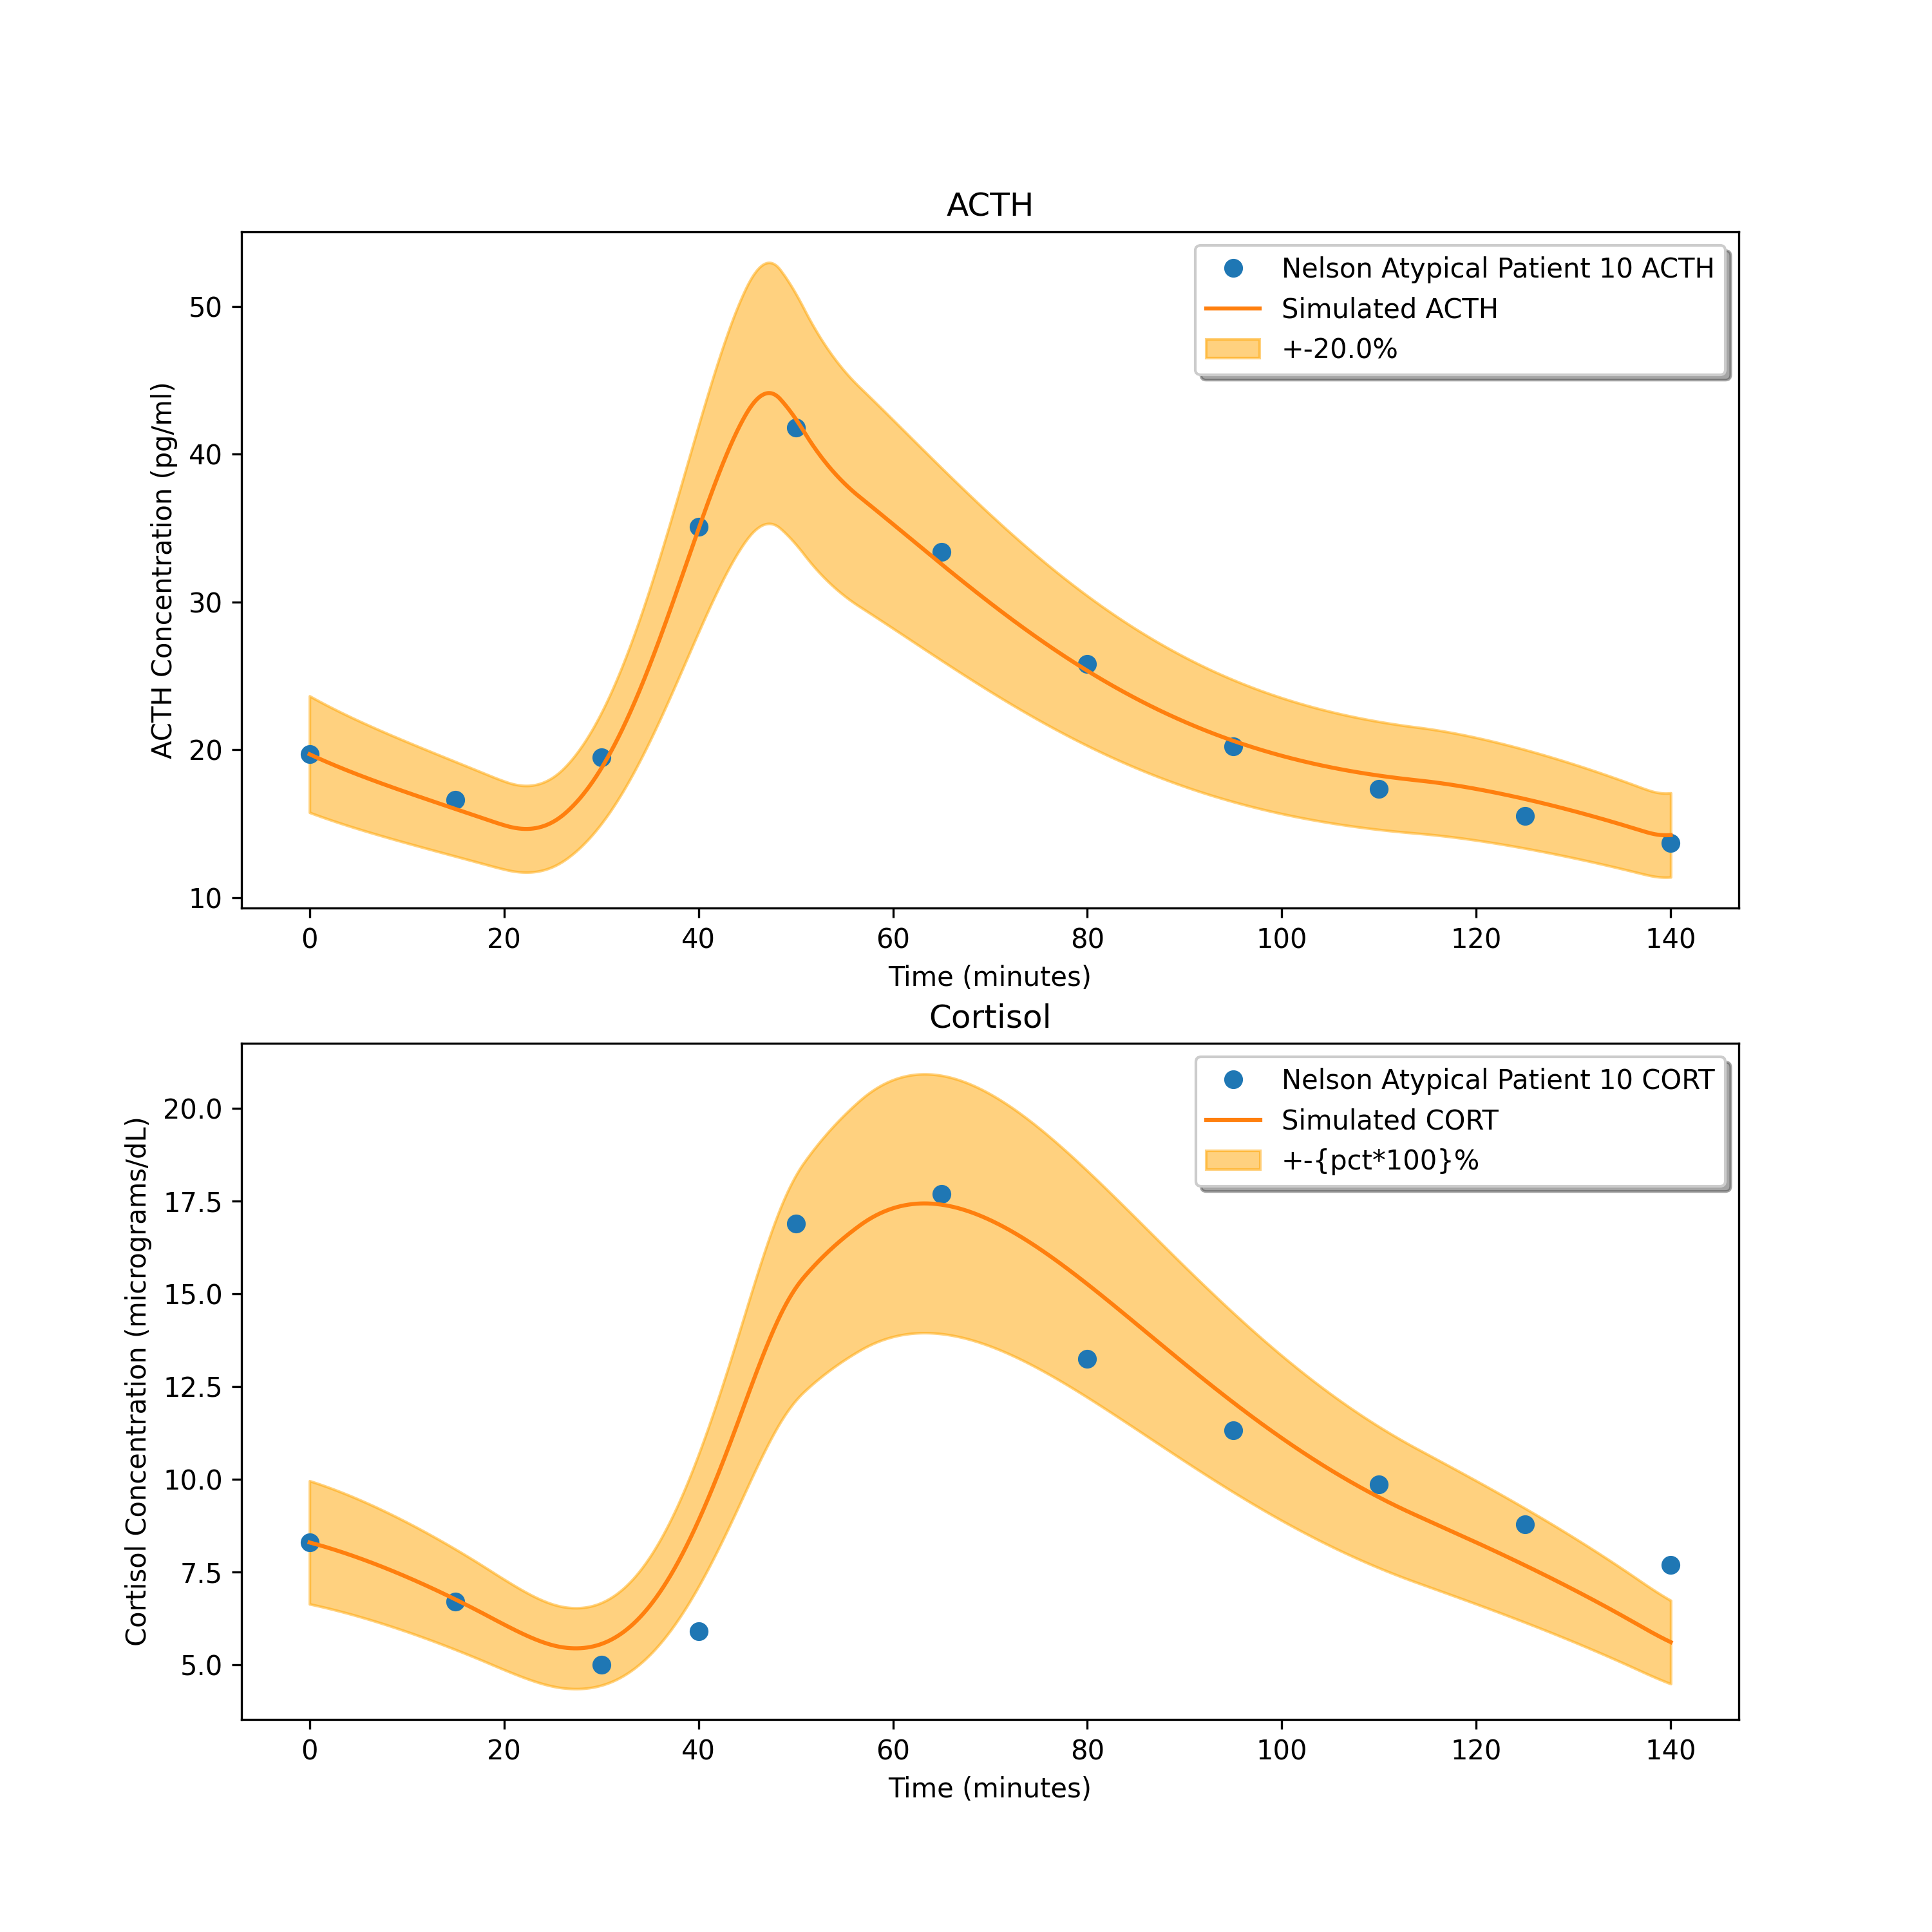 ACTH
Nelson Atypical Patient 10 ACTH
Simulated ACTH
+-20.0%
ACTH Concentration (pg/ml)
50
40
30
20
10
0 20 40 60 80 100 120 140
Time (minutes)
Cortisol
Nelson Atypical Patient 10 CORT
Simulated CORT
+-{pct*100}%
Cortisol Concentration (micrograms/dL)
20.0
17.5
15.0
12.5
10.0
7.5
5.0
0 20 40 60 80 100 120 140
Time (minutes)